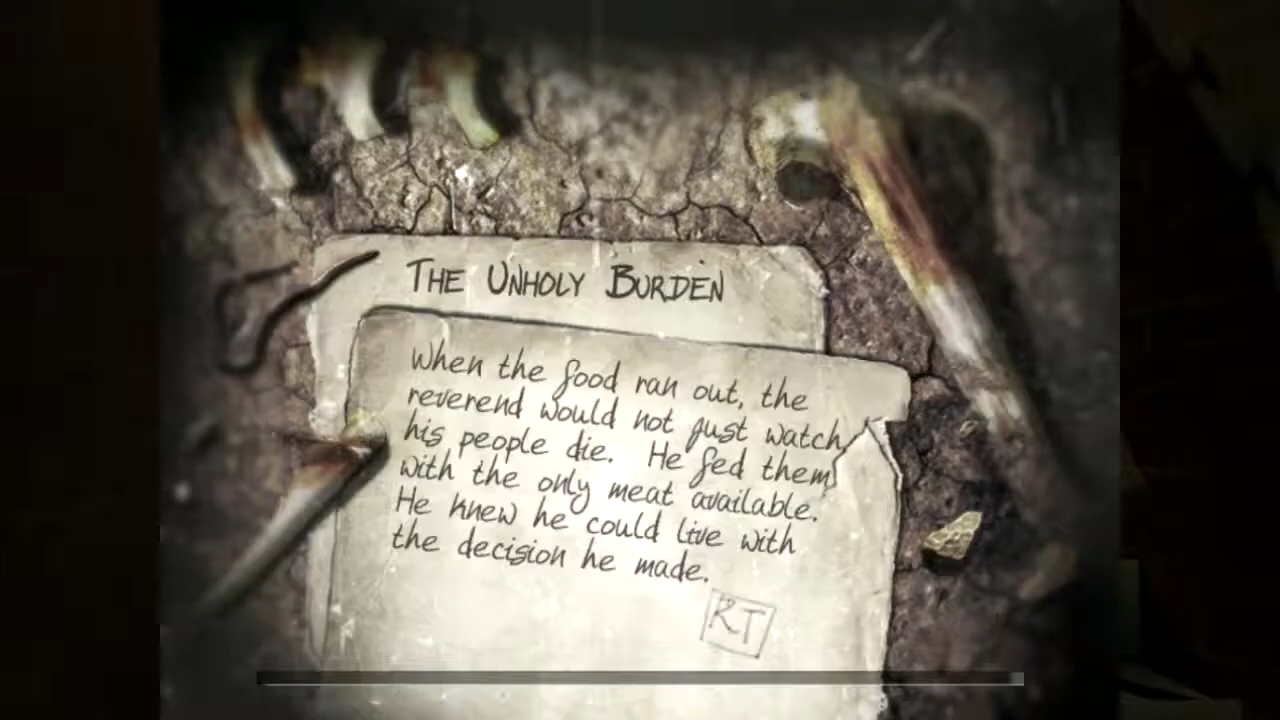 THE UNHOLY BURDEN
When the food ran out, the
reverend would not just watch
his people die. He fed them
with the only meat available.
He knew he could live with
the decision he made.
RT